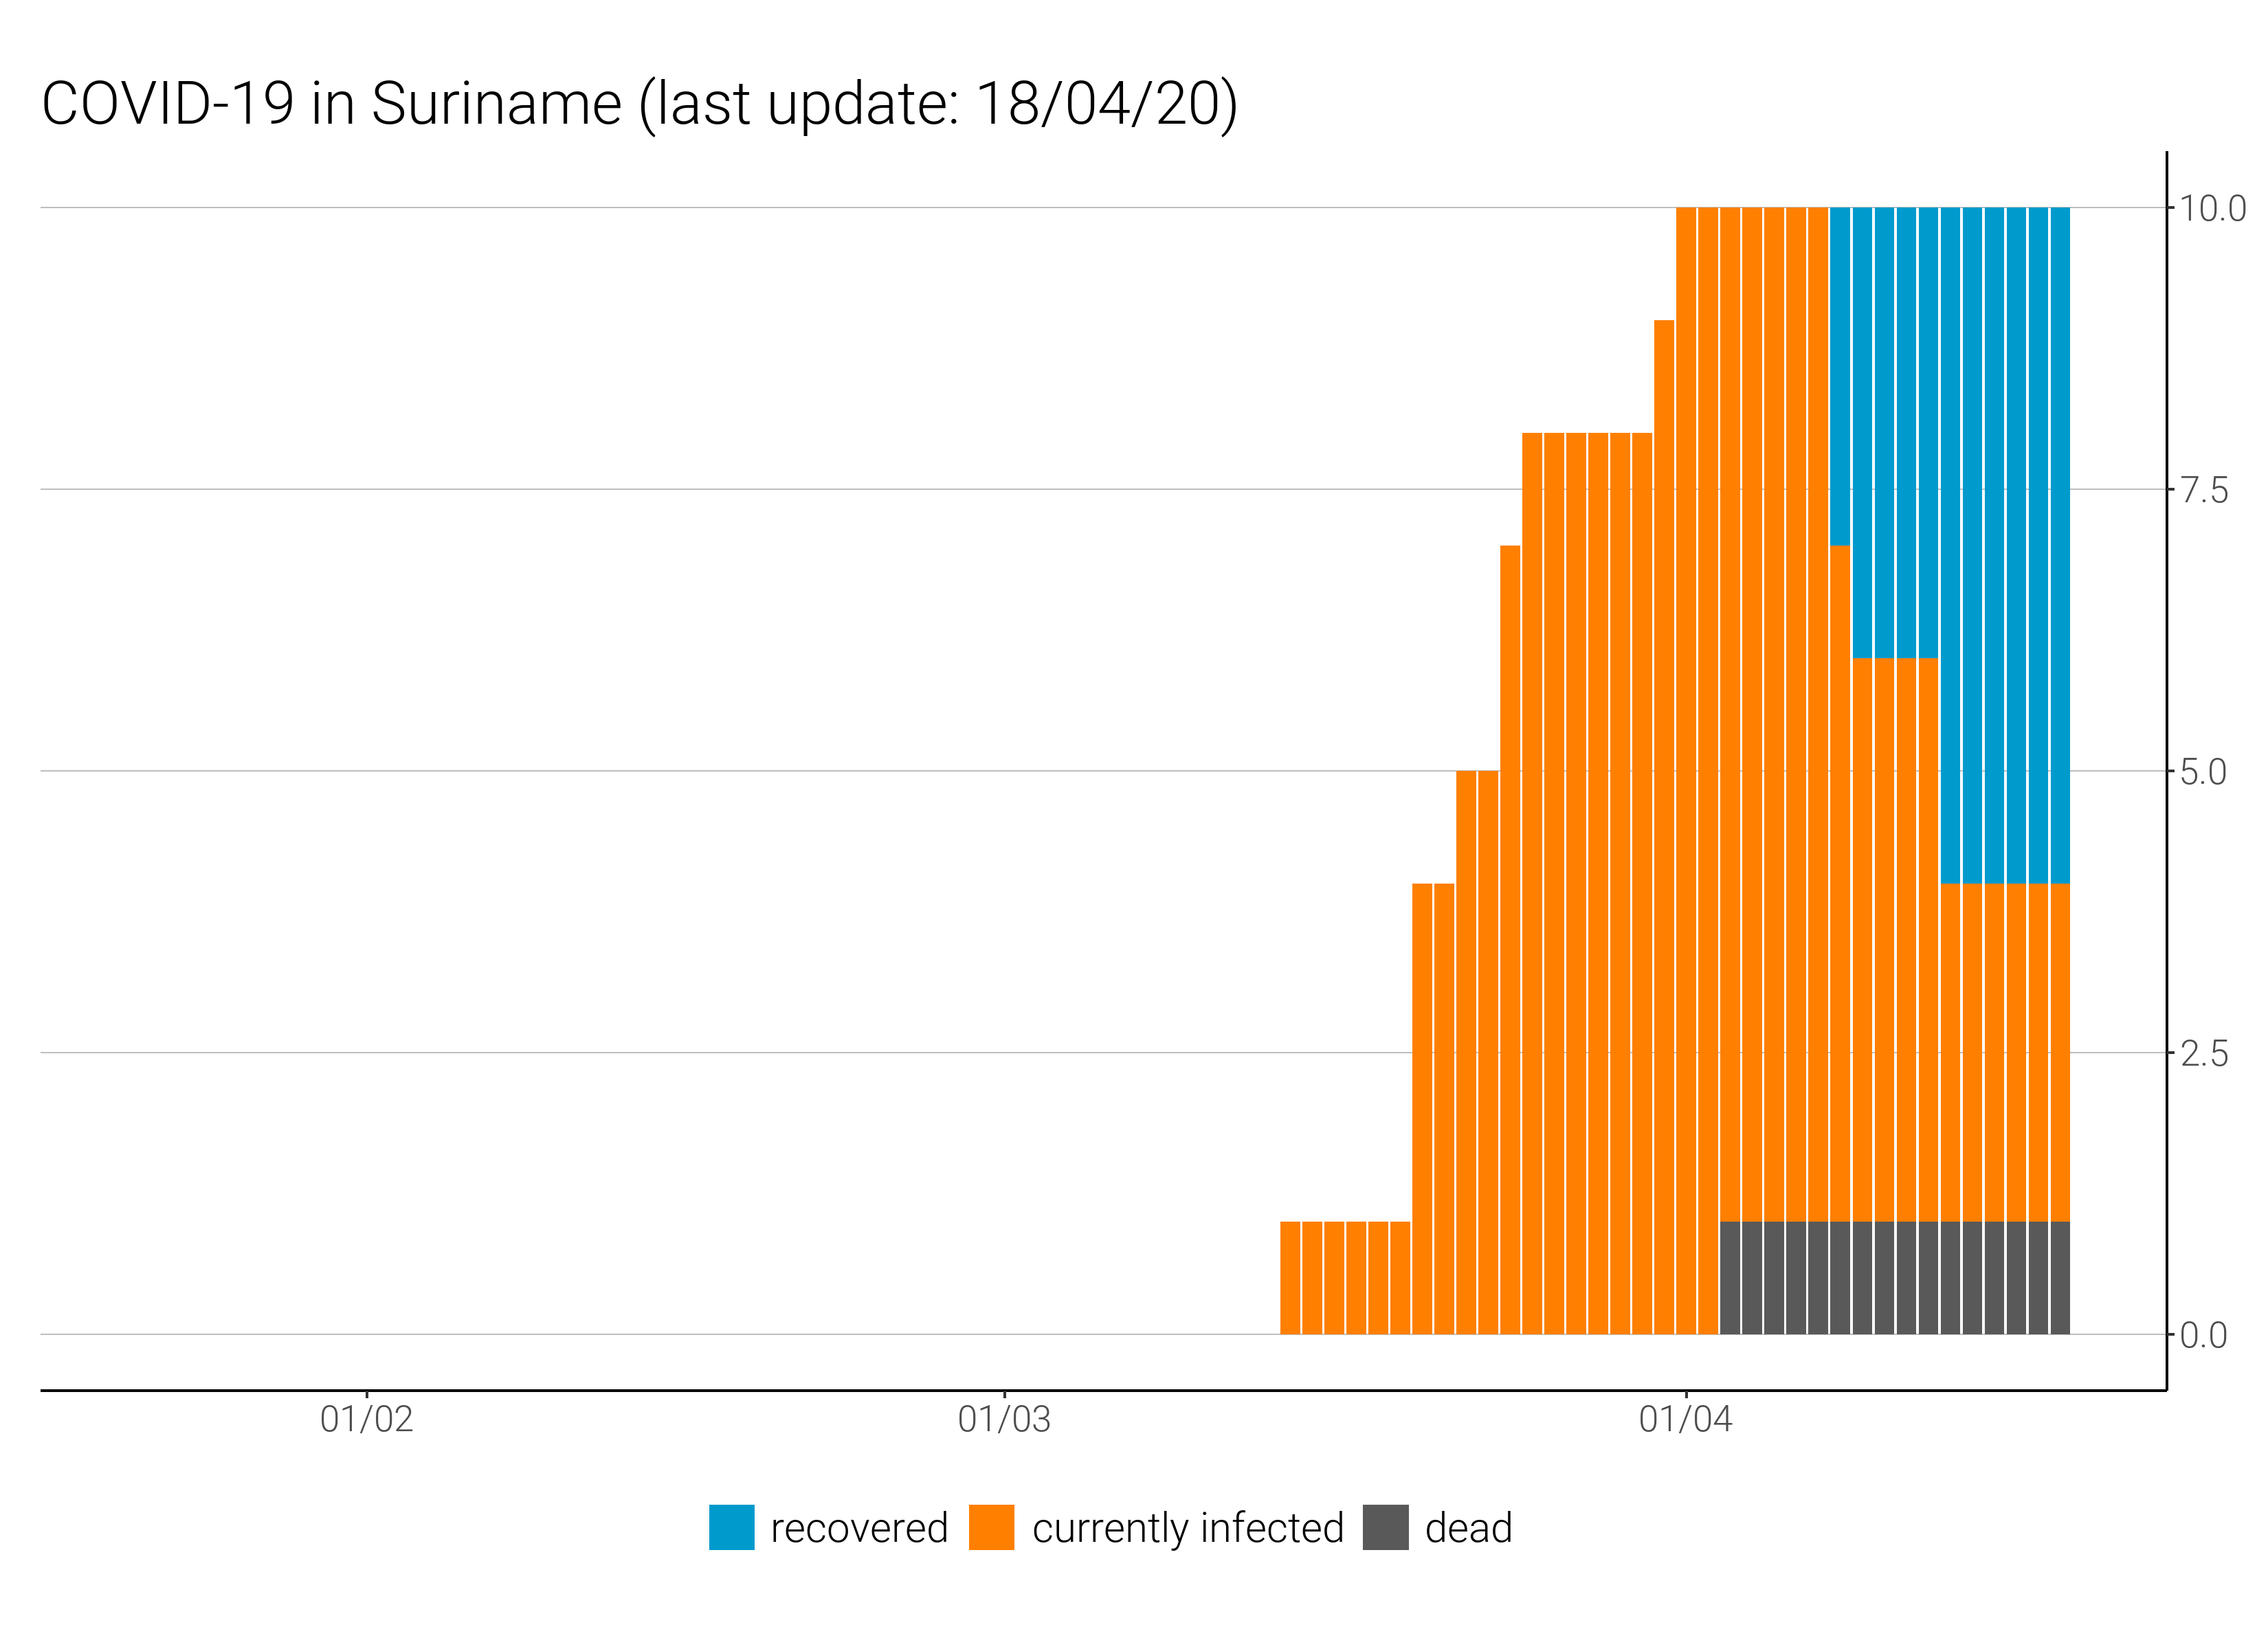 COVID-19 in Suriname (last update: 18/04/20)
10.0
7.5
5.0
2.5
0.0
01/02 01/03 01/04
recovered currently infected dead